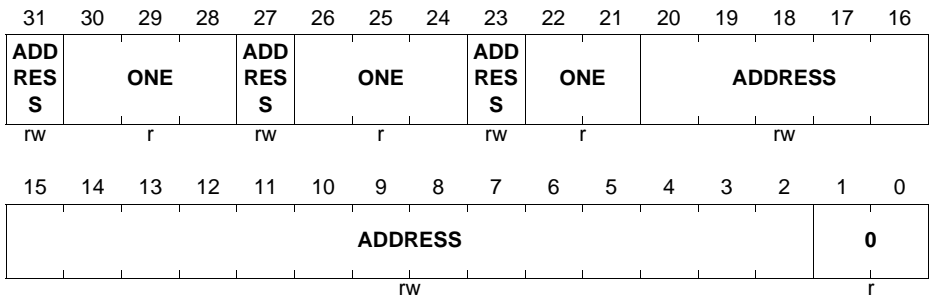 31 30 29 28 27 26 25 24 23 22 21 20 19 18 17 16
ADD
RES
S
ONE
ADD
RES
S
ONE
ADD
RES
S
ONE
ADDRESS
rw r rw r rw r rw
15 14 13 12 11 10 9 8 7 6 5 4 3 2 1 0
ADDRESS 0
rw r